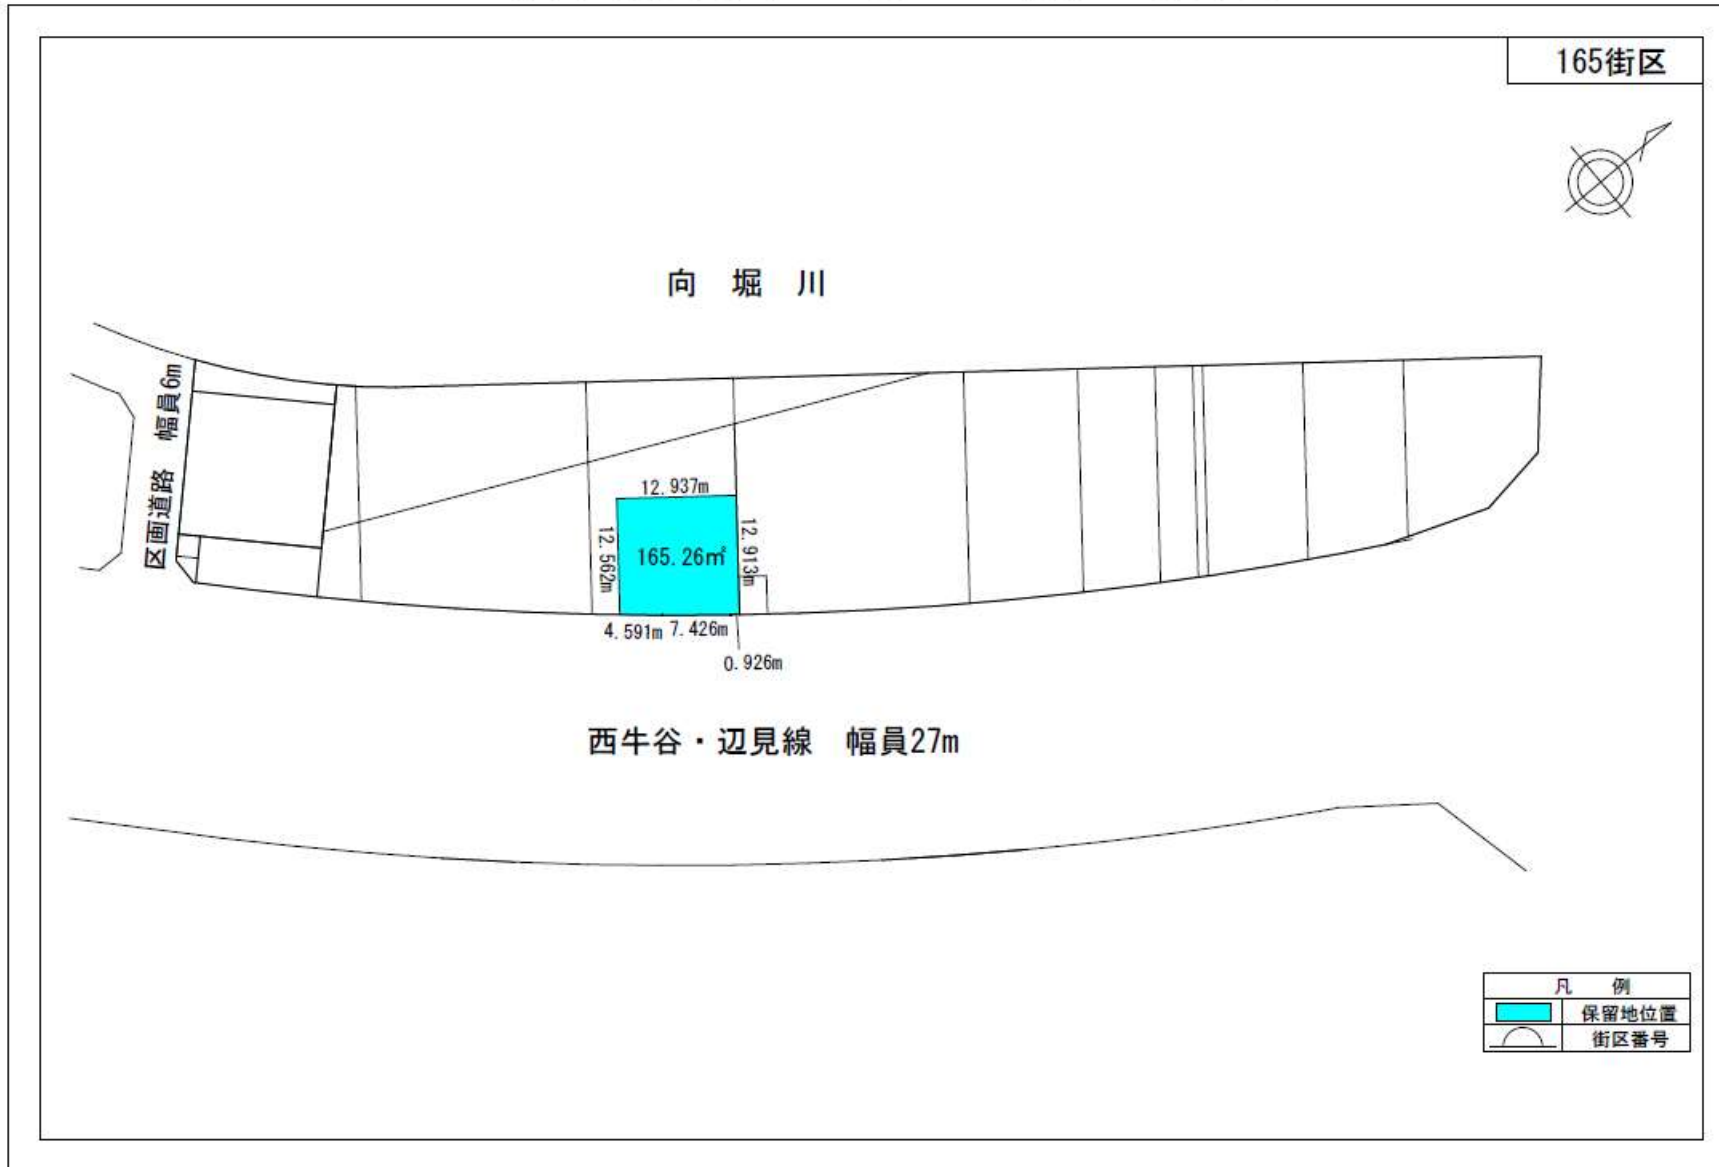 165街区
向 堀 川
区画道路 幅員6m
12.937m
12.562m
165.26㎡
12.913m
4.591m 7.426m
0.926m
西牛谷・辺見線 幅員27m
凡 例
保留地位置
街区番号